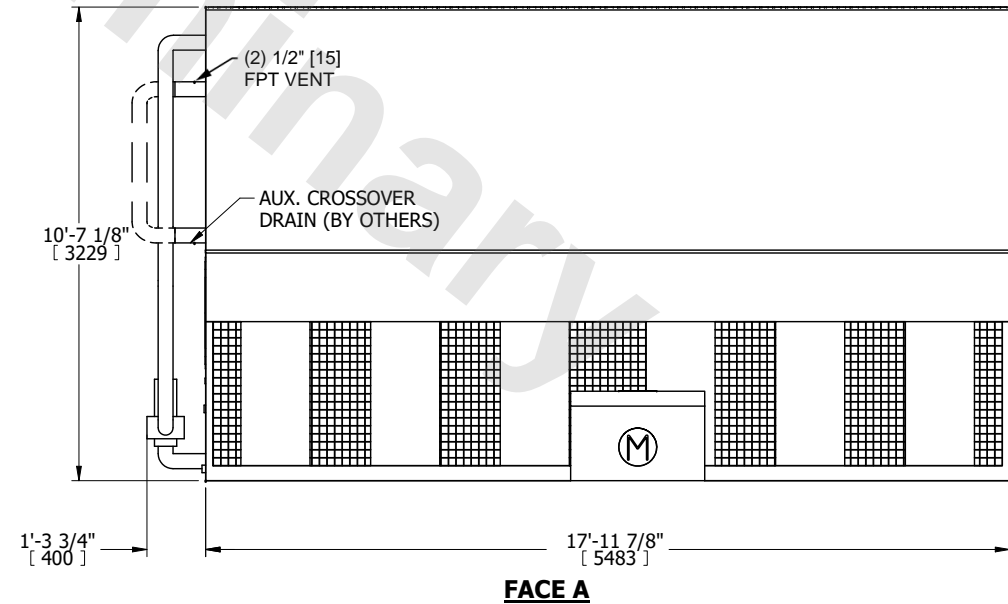 (2) 1/2" [15]
FPT VENT
AUX. CROSSOVER
DRAIN (BY OTHERS)
10'-7 1/8"
[ 3229 ]
M
1'-3 3/4"
[ 400 ]
17'-11 7/8"
[ 5483 ]
FACE A
inary